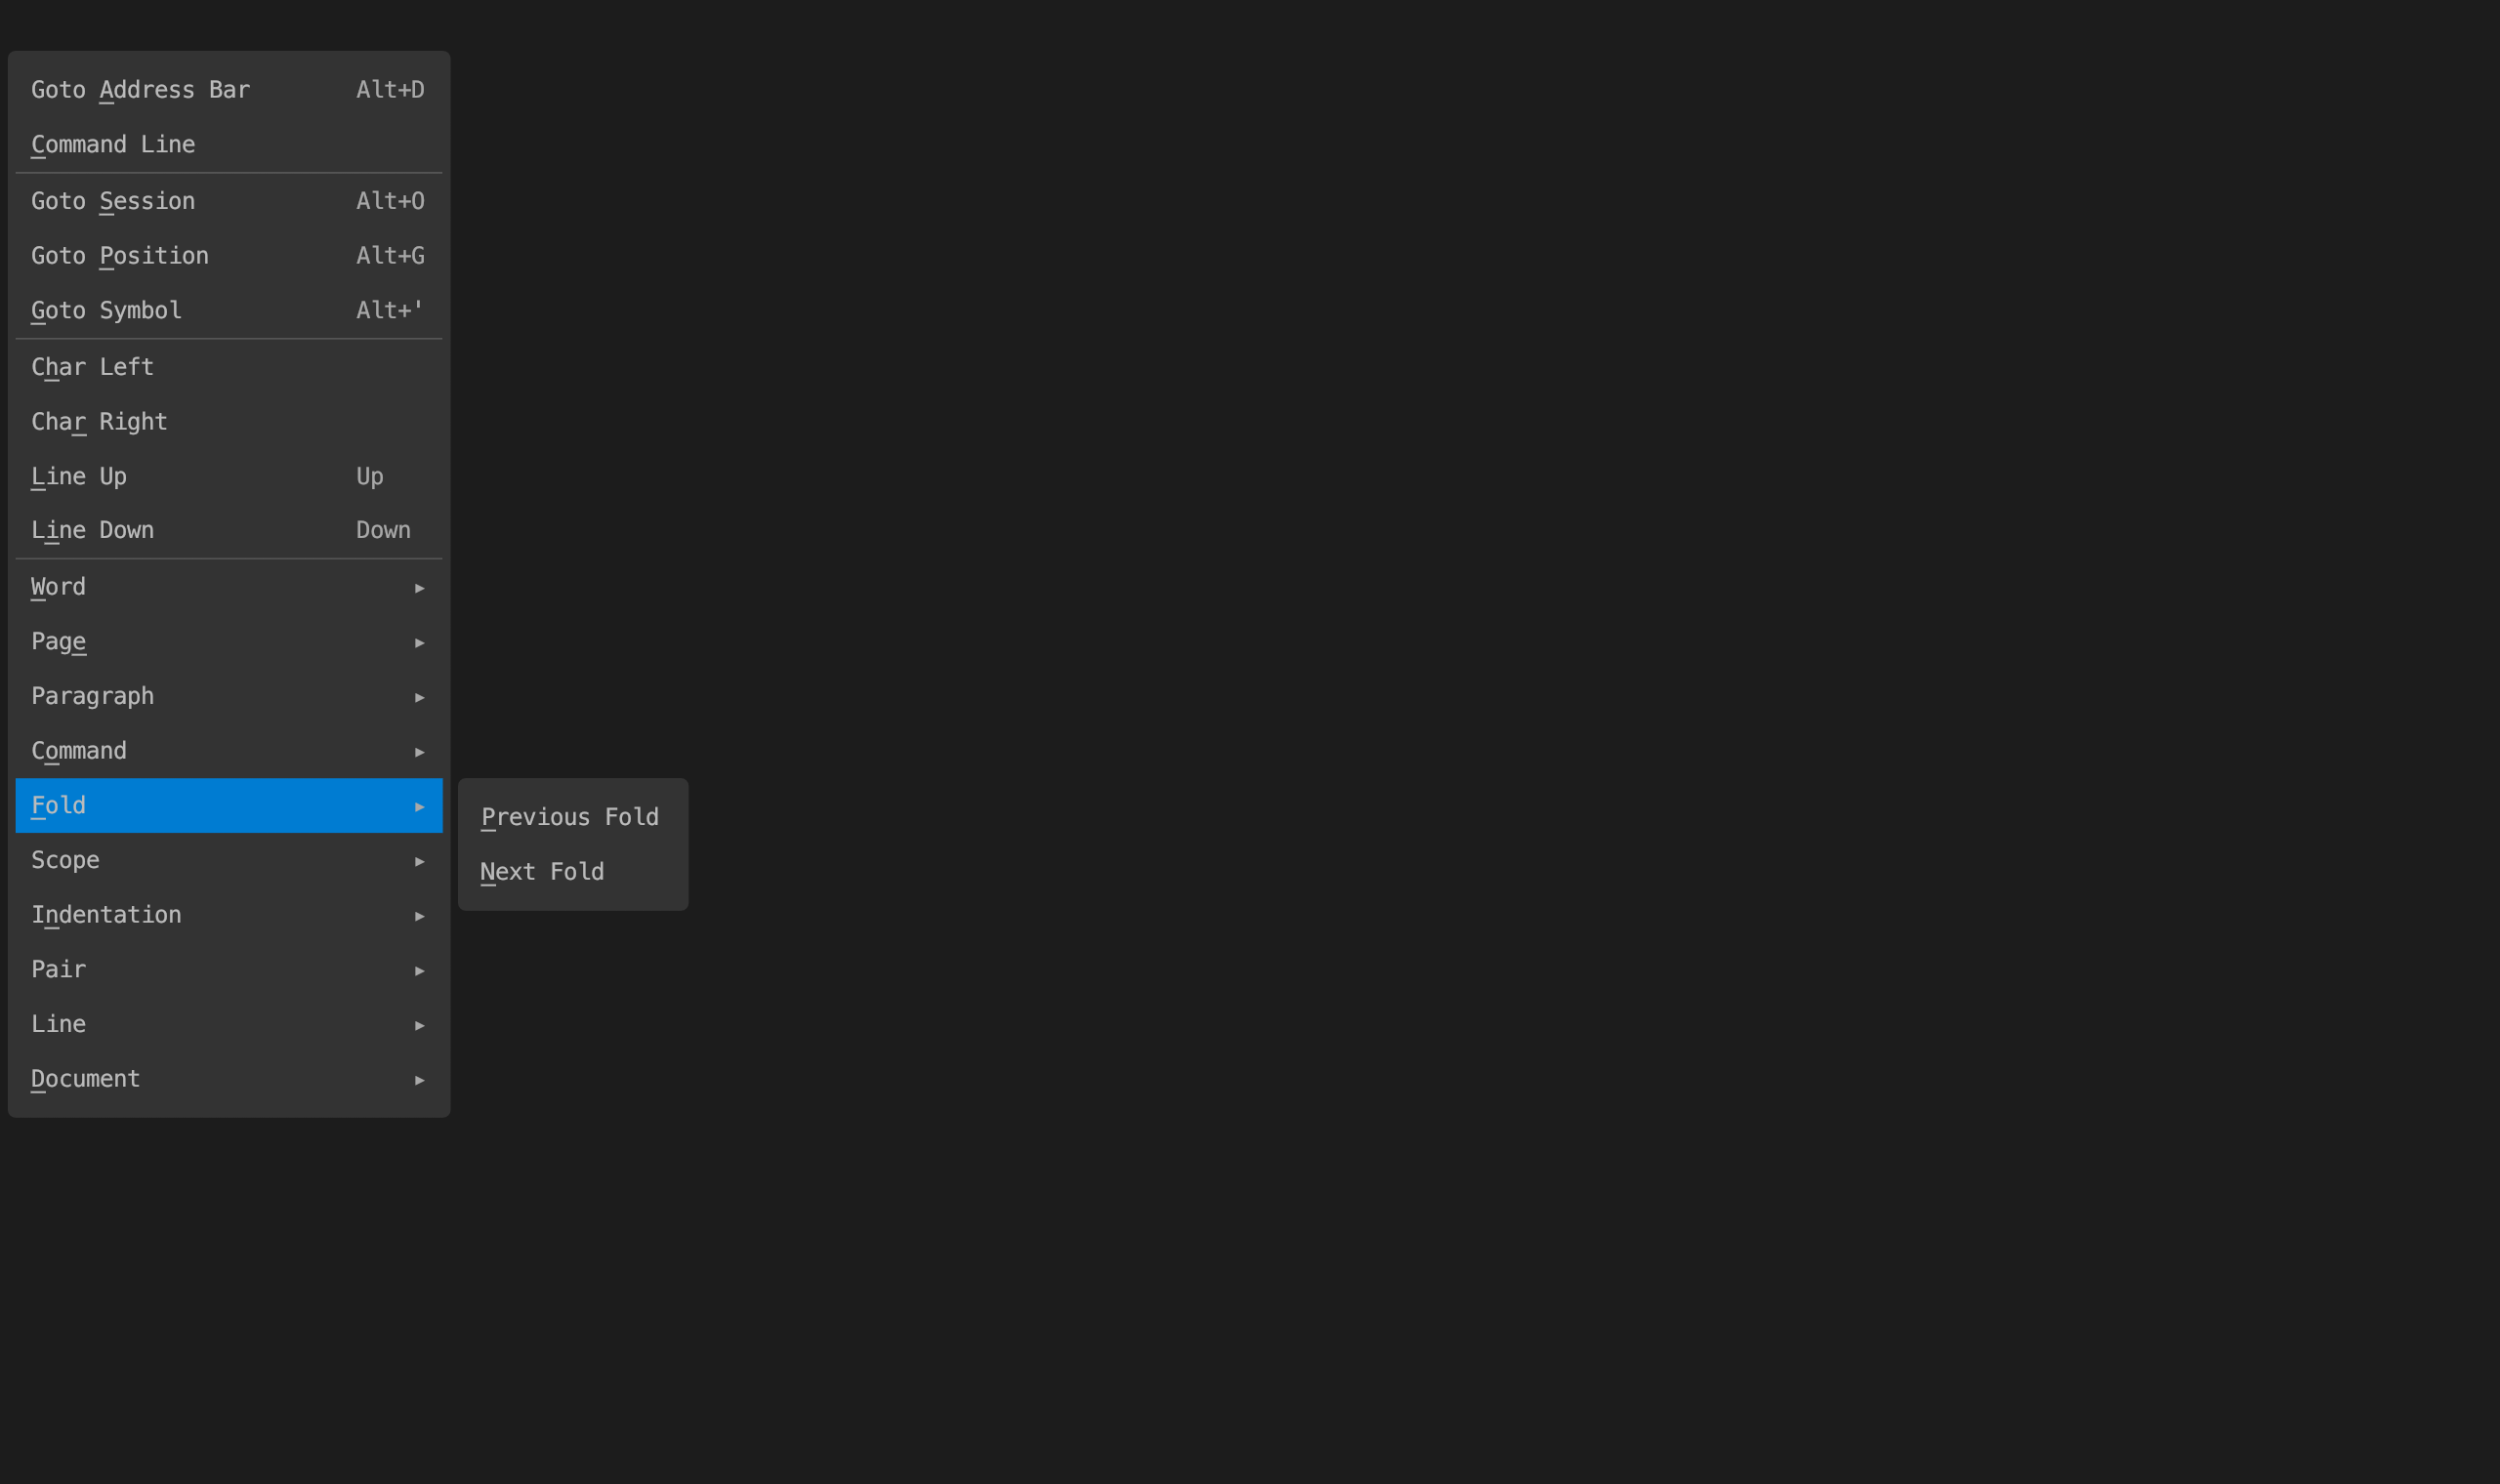 Goto Address Bar Alt+D
Command Line
Goto Session Alt+O
Goto Position Alt+G
Goto Symbol Alt+'
Char Left
Char Right
Line Up Up
Line Down Down
Word ▶
Page ▶
Paragraph ▶
Command ▶
Fold ▶
Scope ▶
Indentation ▶
Pair ▶
Line ▶
Document ▶
Previous Fold
Next Fold